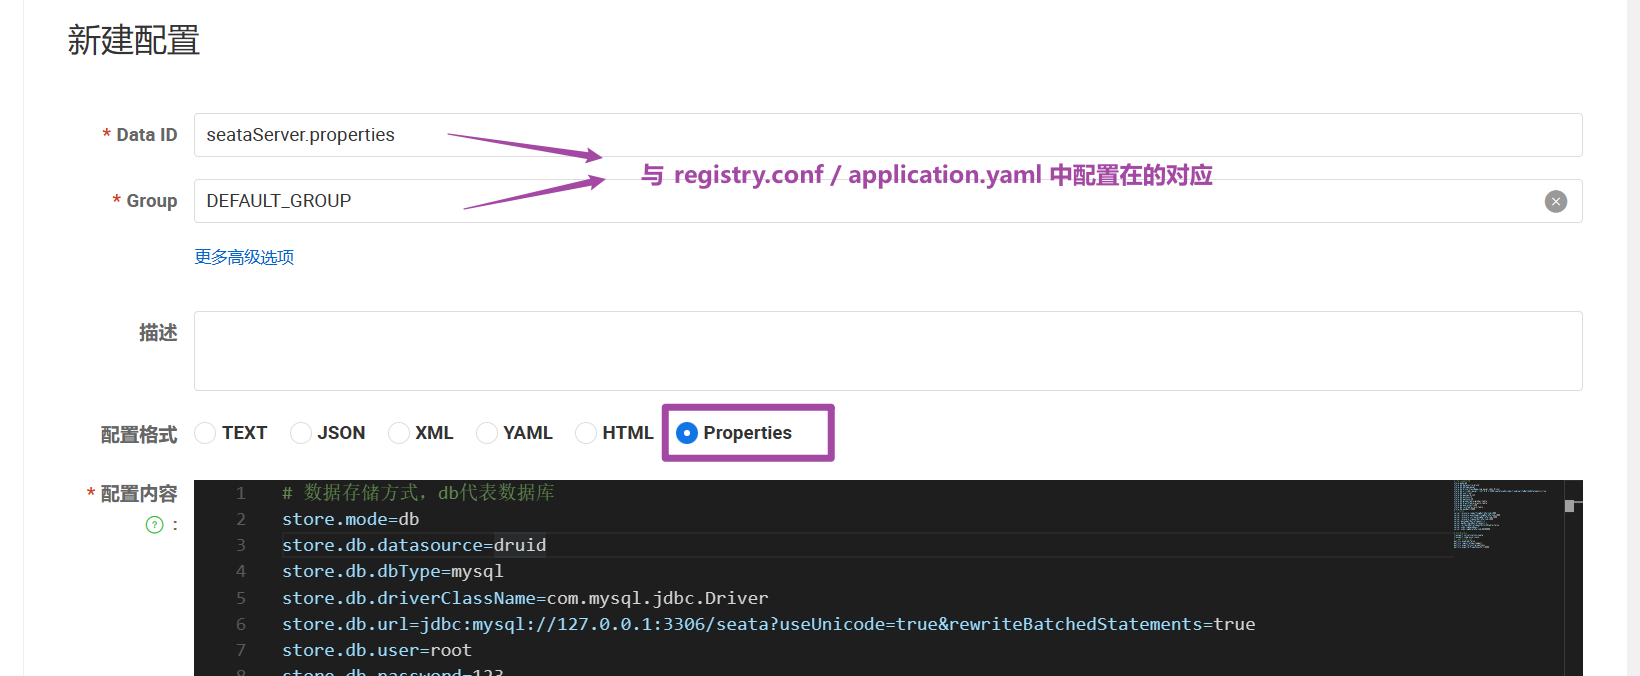 新建配置
* Data ID
seataServer.properties
与 registry.conf / application.yaml 中配置在的对应
* Group
DEFAULT_GROUP
更多高级选项
描述
配置格式
TEXT JSON XML YAML HTML Properties
* 配置内容
? :
1 # 数据存储方式，db代表数据库
2 store.mode=db
3 store.db.datasource=druid
4 store.db.dbType=mysql
5 store.db.driverClassName=com.mysql.jdbc.Driver
6 store.db.url=jdbc:mysql://127.0.0.1:3306/seata?useUnicode=true&rewriteBatchedStatements=true
7 store.db.user=root
8 store.db.password=123